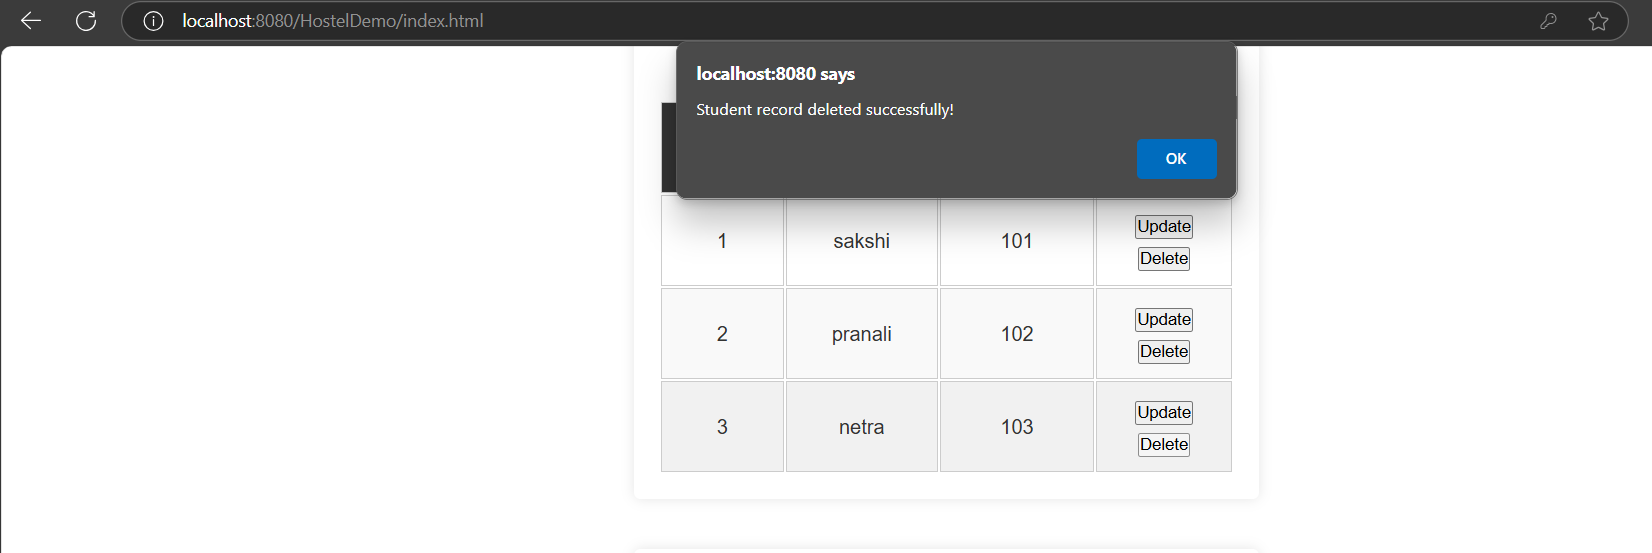 localhost:8080/HostelDemo/index.html
localhost:8080 says
Student record deleted successfully!
OK
1 sakshi 101 Update
Delete
2 pranali 102 Update
Delete
3 netra 103 Update
Delete